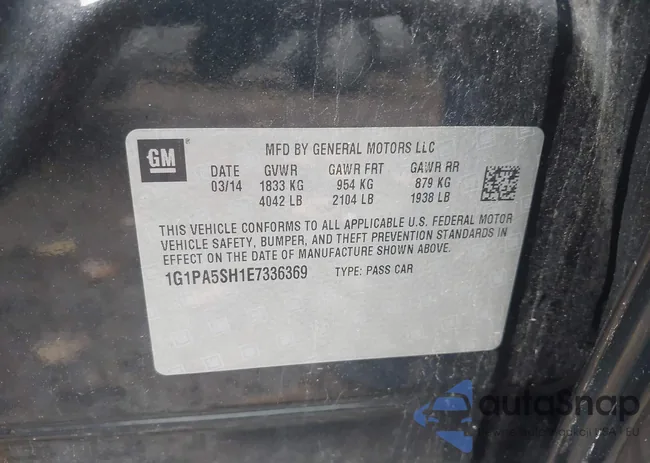 GM
MFD BY GENERAL MOTORS LLC
DATE GVWR GAWR FRT GAWR RR
03/14 1833 KG 954 KG 879 KG
4042 LB 2104 LB 1938 LB
THIS VEHICLE CONFORMS TO ALL APPLICABLE U.S. FEDERAL MOTOR
VEHICLE SAFETY, BUMPER, AND THEFT PREVENTION STANDARDS IN
EFFECT ON THE DATE OF MANUFACTURE SHOWN ABOVE.
1G1PA5SH1E7336369 TYPE: PASS CAR
autoSnap
USA - EU